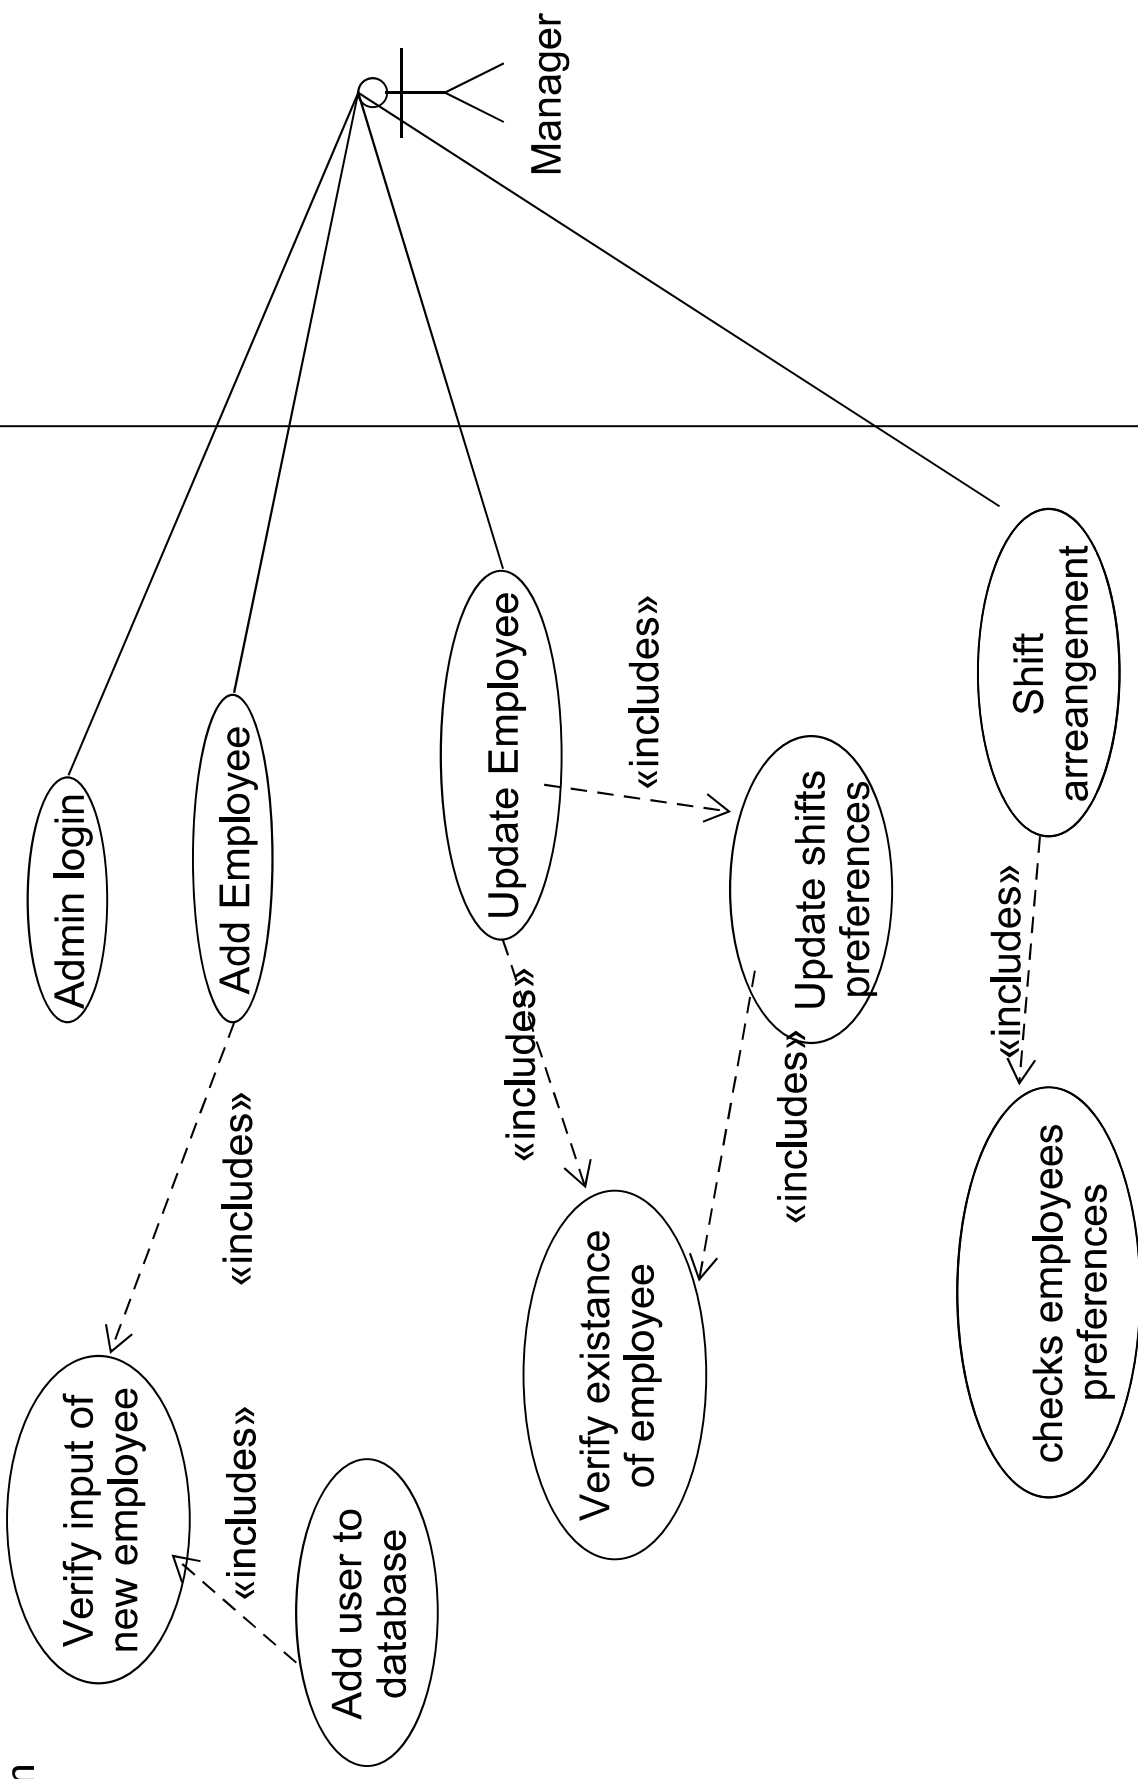 Manager
Admin login
Add Employee
Update Employee
«includes»
Shift
arreangement
Update shifts
preferences
«includes»
«includes»
«includes»
«includes»
checks employees
preferences
Verify existance
of employee
Verify input of
new employee
«includes»
Add user to
database
n